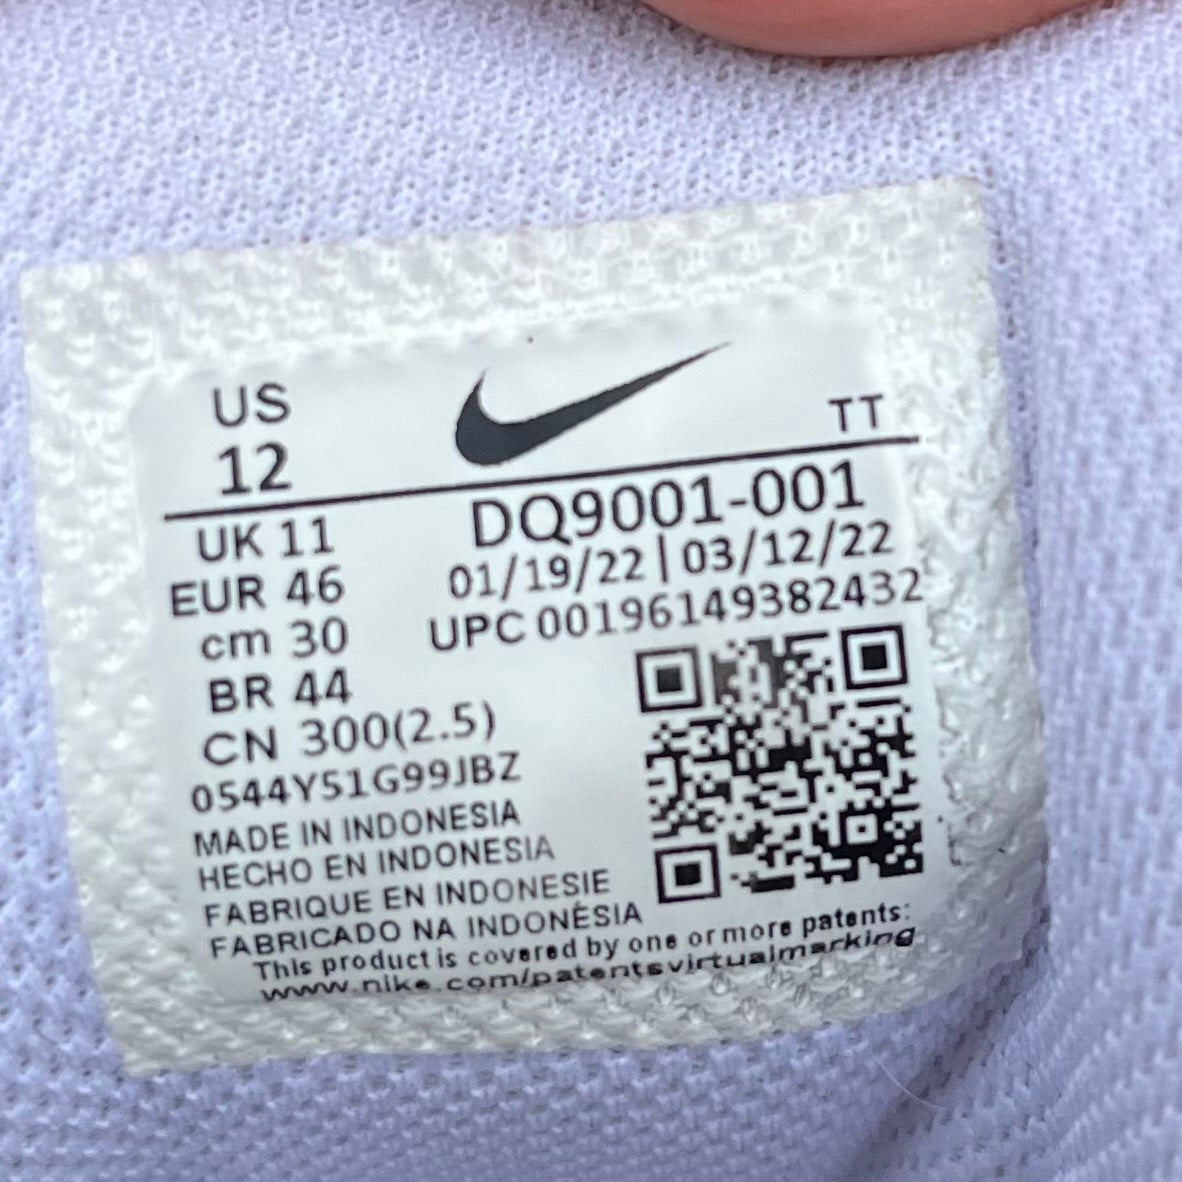 US
12
TT
UK 11
EUR 46
cm 30
BR 44
CN 300(2.5)
DQ9001-001
01/19/22 | 03/12/22
UPC 00196149382432
0544Y51G99JBZ
MADE IN INDONESIA
HECHO EN INDONESIA
FABRIQUE EN INDONESIE
FABRICADO NA INDONÉSIA
This product is covered by one or more patents:
www.nike.com/patentsvirtualmarking